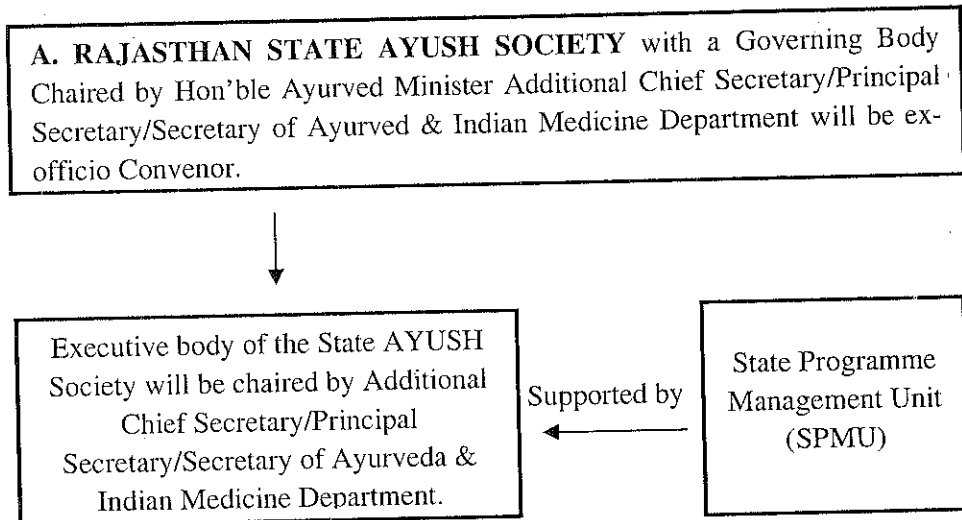 A. RAJASTHAN STATE AYUSH SOCIETY with a Governing Body
Chaired by Hon'ble Ayurved Minister Additional Chief Secretary/Principal
Secretary/Secretary of Ayurved & Indian Medicine Department will be ex-
officio Convenor.
Executive body of the State AYUSH
Society will be chaired by Additional
Chief Secretary/Principal
Secretary/Secretary of Ayurveda &
Indian Medicine Department.
Supported by
State Programme
Management Unit
(SPMU)